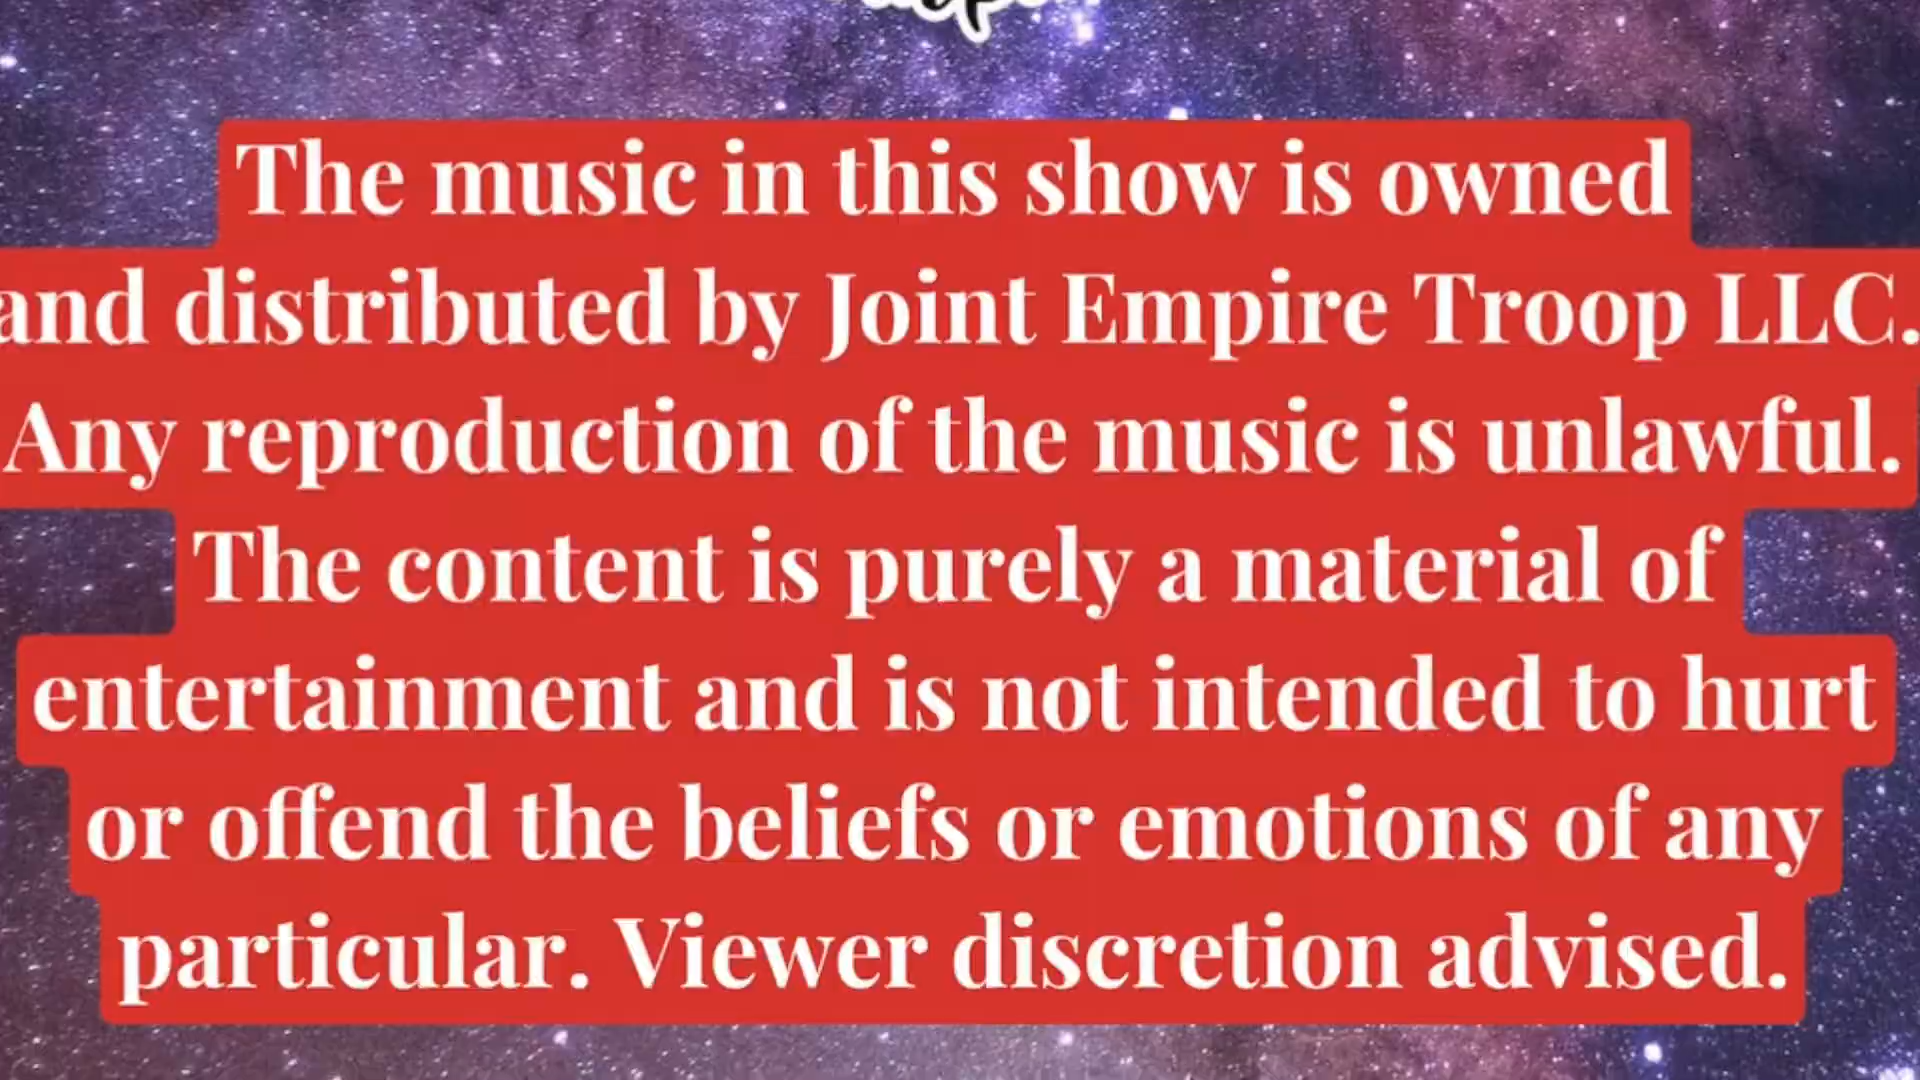 The music in this show is owned
and distributed by Joint Empire Troop LLC.
Any reproduction of the music is unlawful.
The content is purely a material of
entertainment and is not intended to hurt
or offend the beliefs or emotions of any
particular. Viewer discretion advised.